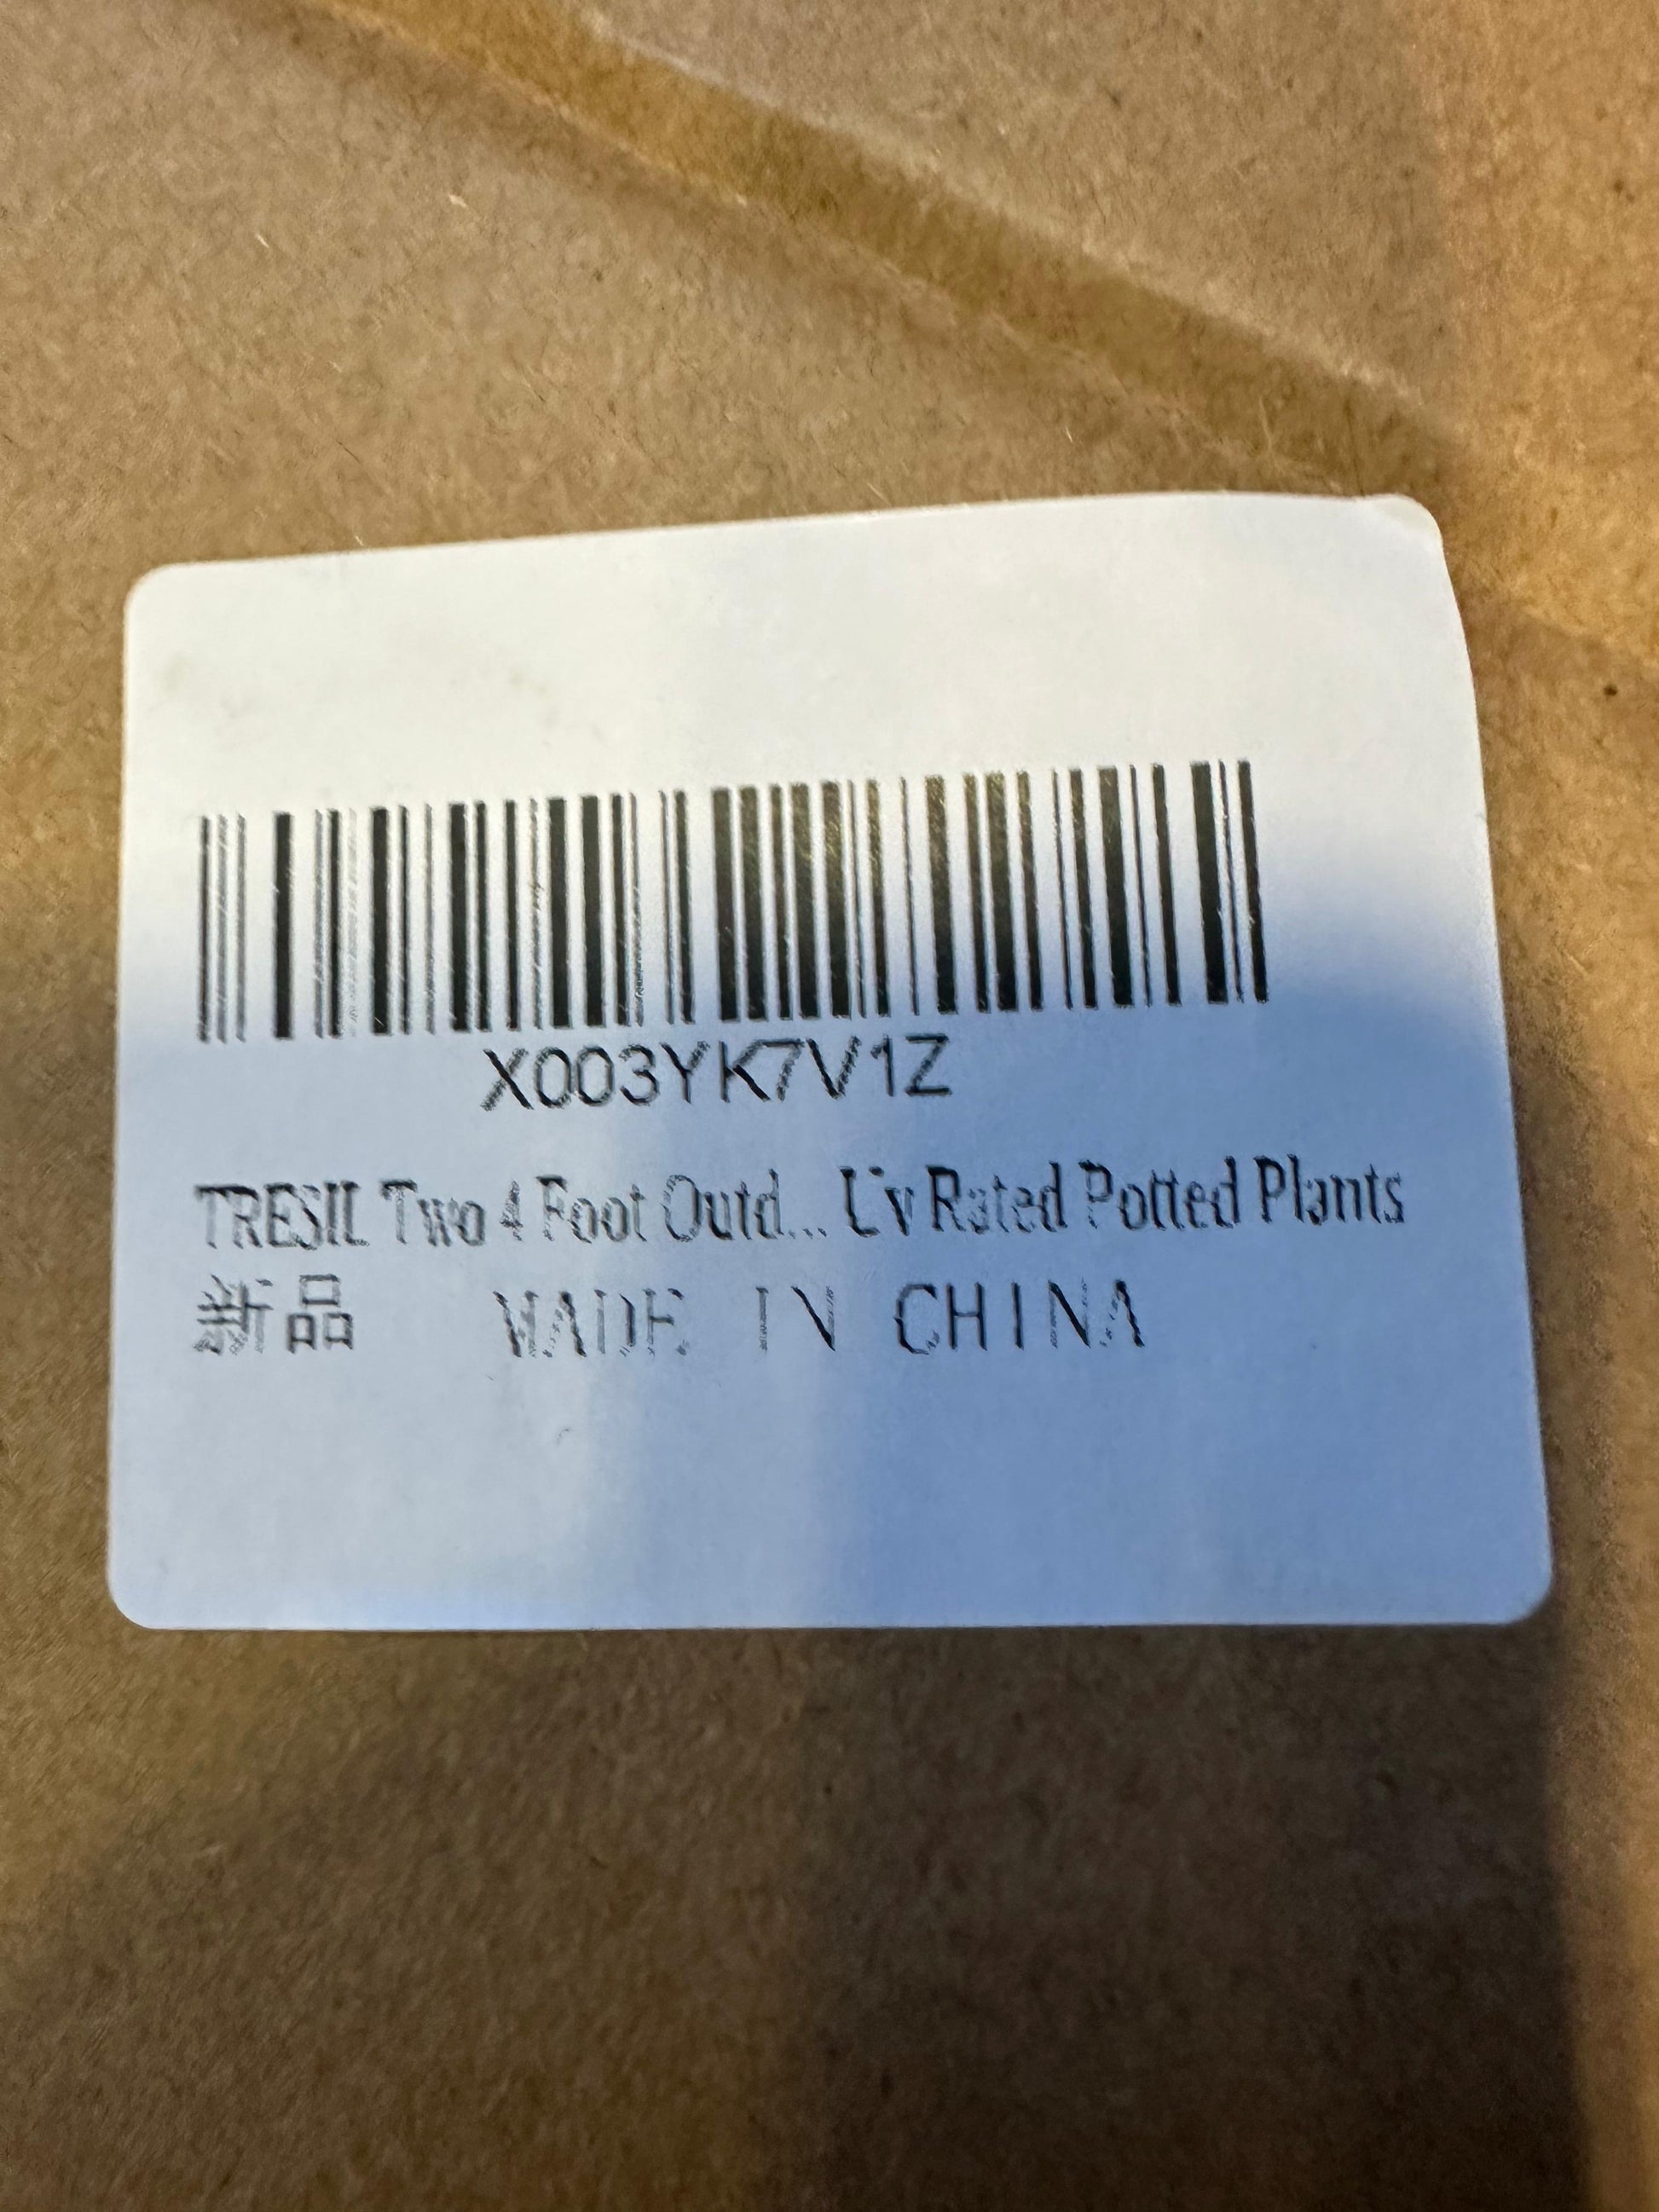 X003YK7V1Z
TRESIL Two 4 Foot Outd... Uv Rated Potted Plants
新品 MADE IN CHINA